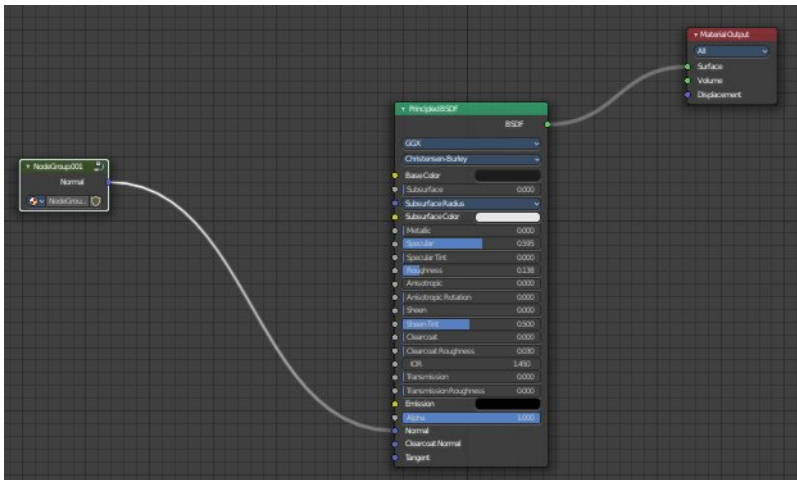 NodeGroup.001
Normal
NodeGrou...
Principled BSDF
BSDF
GGX
Christensen-Burley
Base Color
Subsurface 0.000
Subsurface Radius
Subsurface Color
Metallic 0.000
Specular 0.595
Specular Tint 0.000
Roughness 0.138
Anisotropic 0.000
Anisotropic Rotation 0.000
Sheen 0.000
Sheen Tint 0.500
Clearcoat 0.000
Clearcoat Roughness 0.030
IOR 1.450
Transmission 0.000
Transmission Roughness 0.000
Emission
Alpha 1.000
Normal
Clearcoat Normal
Tangent
Material Output
All
Surface
Volume
Displacement